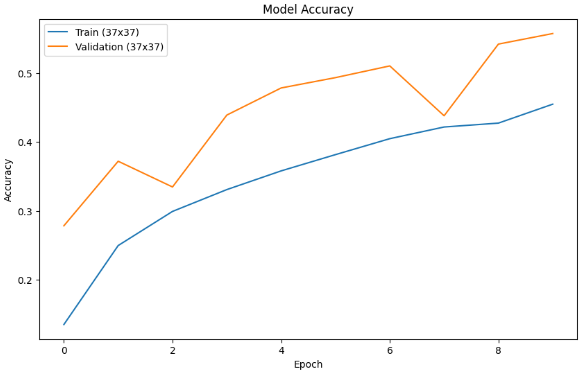 Model Accuracy
Train (37x37)
Validation (37x37)
0.5
0.4
0.3
0.2
Accuracy
0 2 4 6 8
Epoch